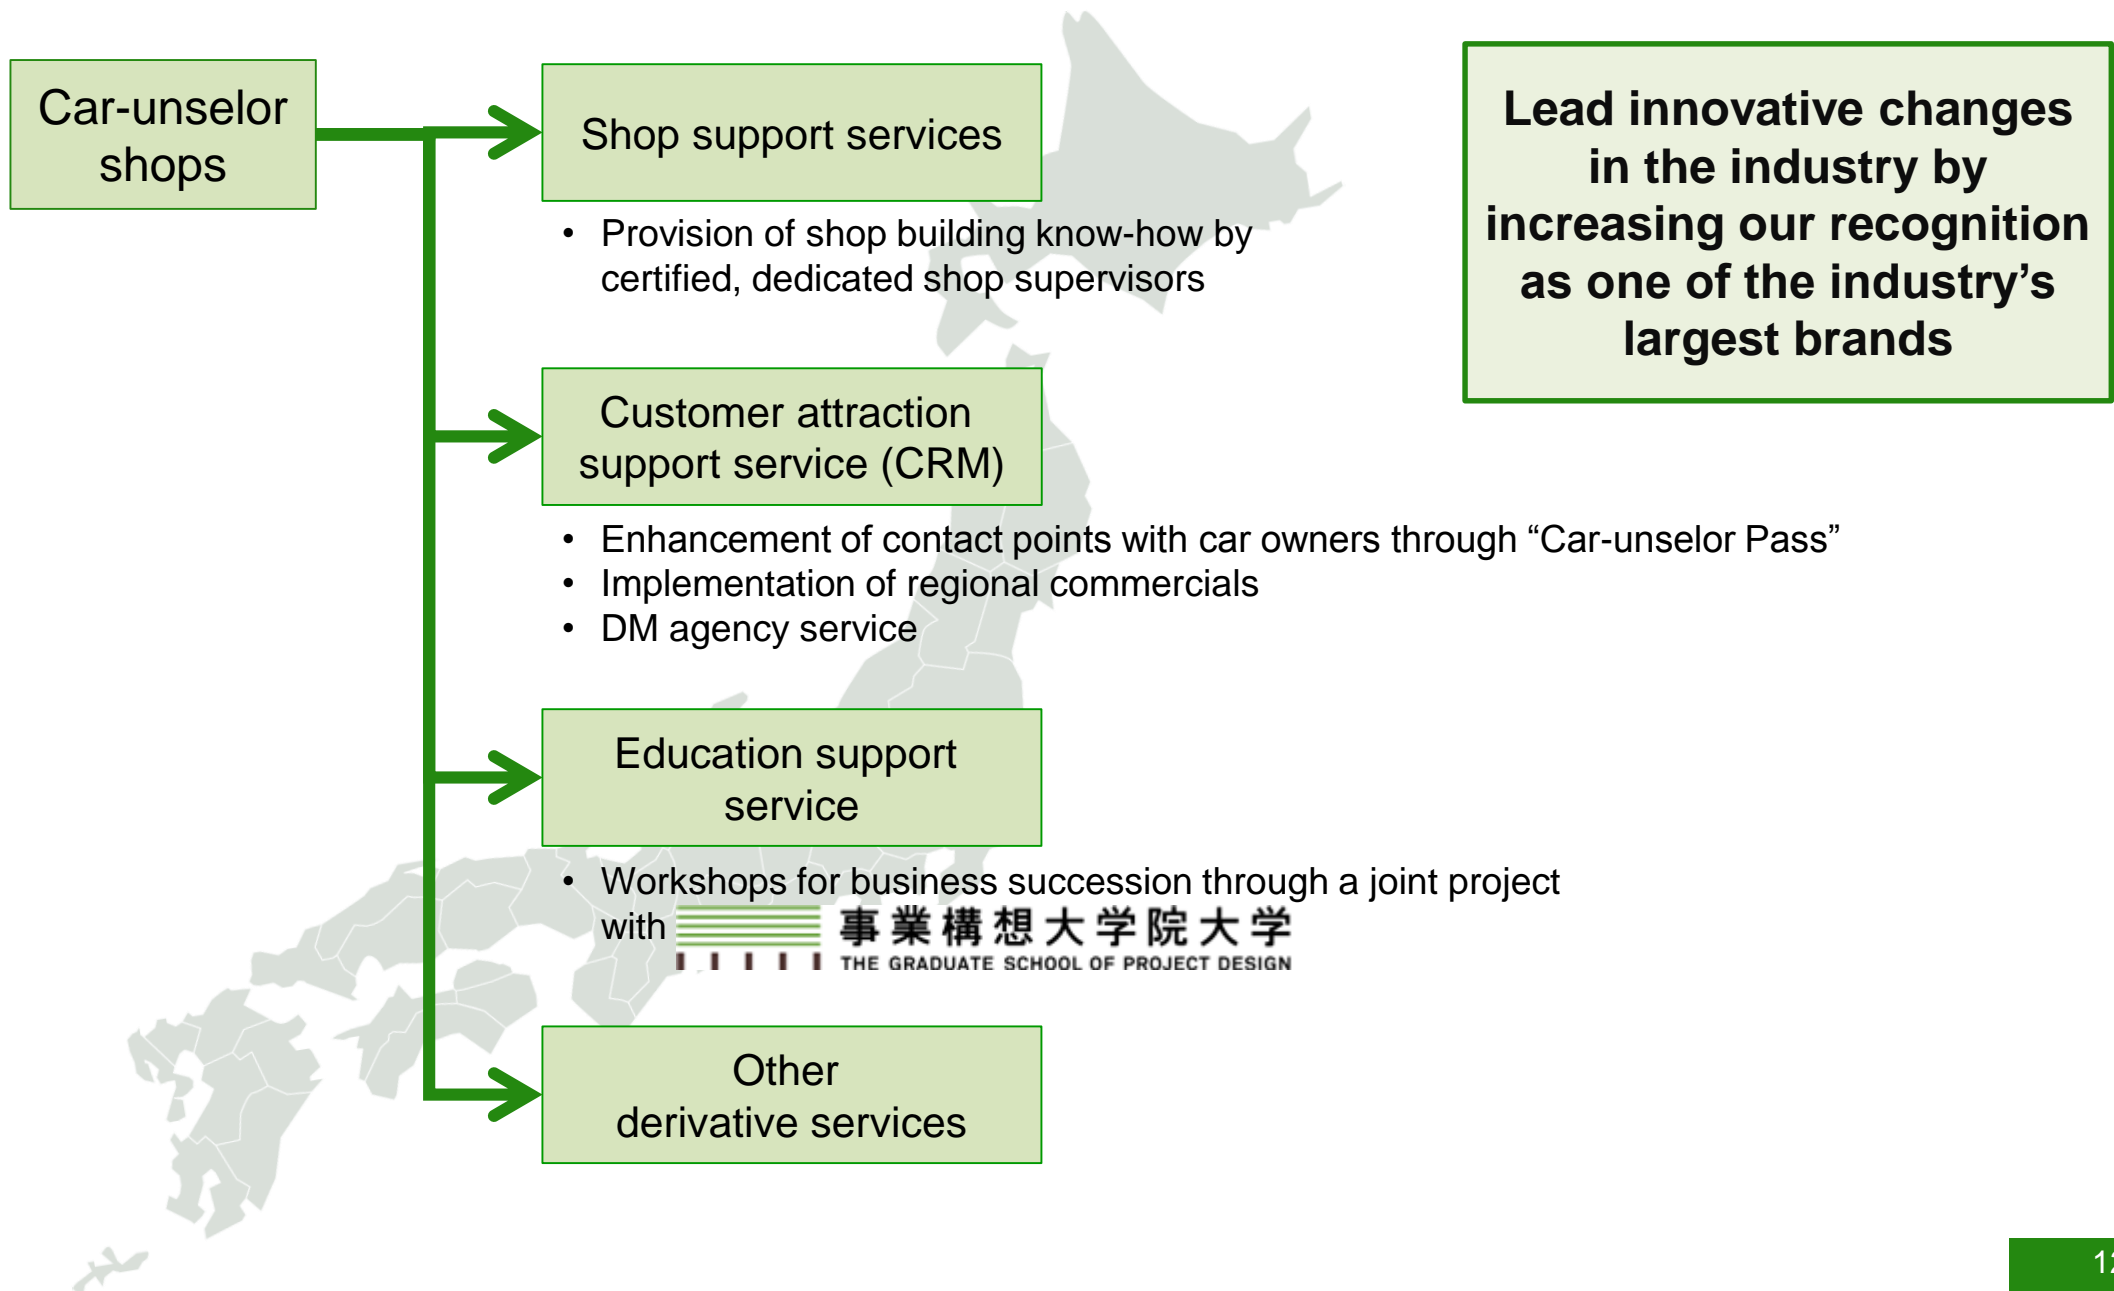 Car-unselor
shops
Shop support services
• Provision of shop building know-how by
certified, dedicated shop supervisors
Lead innovative changes
in the industry by
increasing our recognition
as one of the industry’s
largest brands
Customer attraction
support service (CRM)
• Enhancement of contact points with car owners through “Car-unselor Pass”
• Implementation of regional commercials
• DM agency service
Education support
service
• Workshops for business succession through a joint project
with 事業構想大学院大学
THE GRADUATE SCHOOL OF PROJECT DESIGN
Other
derivative services